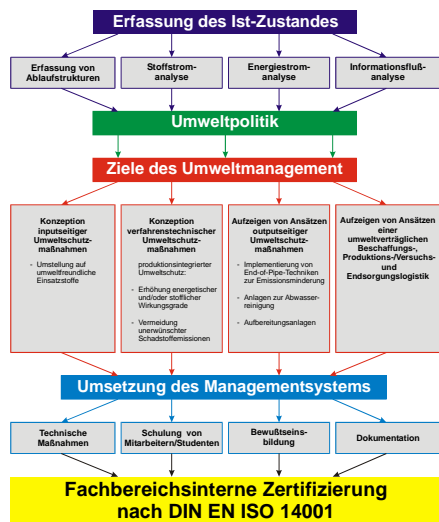 Erfassung des Ist-Zustandes
Erfassung von
Ablaufstrukturen
Stoffstrom-
analyse
Energiestrom-
analyse
Informationsfluß-
analyse
Umweltpolitik
Ziele des Umweltmanagement
Konzeption
inputseitiger
Umweltschutz-
maßnahmen
- Umstellung auf
umweltfreundliche
Einsatzstoffe
Konzeption
verfahrenstechnischer
Umweltschutz-
maßnahmen
produktionsintegrierter
Umweltschutz:
- Erhöhung energetischer
und/oder stofflicher
Wirkungsgrade
- Vermeidung
unerwünschter
Schadstoffemissionen
Aufzeigen von Ansätzen
outputseitiger
Umweltschutz-
maßnahmen
- Implementierung von
End-of-Pipe-Techniken
zur Emissionsminderung
- Anlagen zur Abwasser-
reinigung
- Aufbereitungsanlagen
Aufzeigen von Ansätzen
einer
umweltverträglichen
Beschaffungs-,
Produktions-/Versuchs-
und
Endsorgungslogistik
Umsetzung des Managementsystems
Technische
Maßnahmen
Schulung von
Mitarbeitern/Studenten
Bewußtseins-
bildung
Dokumentation
Fachbereichsinterne Zertifizierung
nach DIN EN ISO 14001